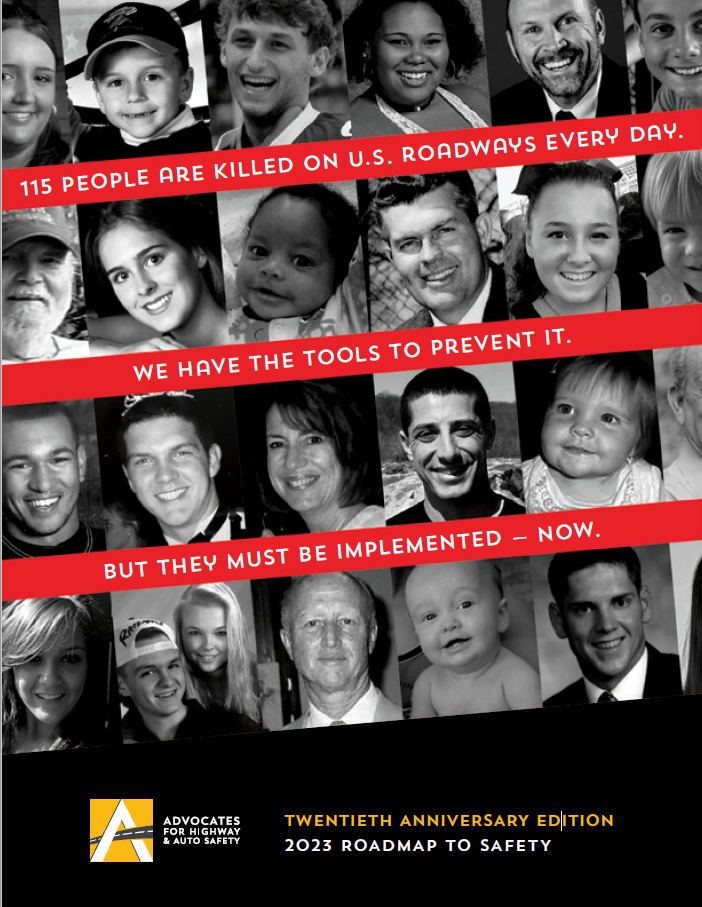 115 PEOPLE ARE KILLED ON U.S. ROADWAYS EVERY DAY.
WE HAVE THE TOOLS TO PREVENT IT.
BUT THEY MUST BE IMPLEMENTED – NOW.
ADVOCATES
FOR HIGHWAY
& AUTO SAFETY
TWENTIETH ANNIVERSARY EDITION
2023 ROADMAP TO SAFETY